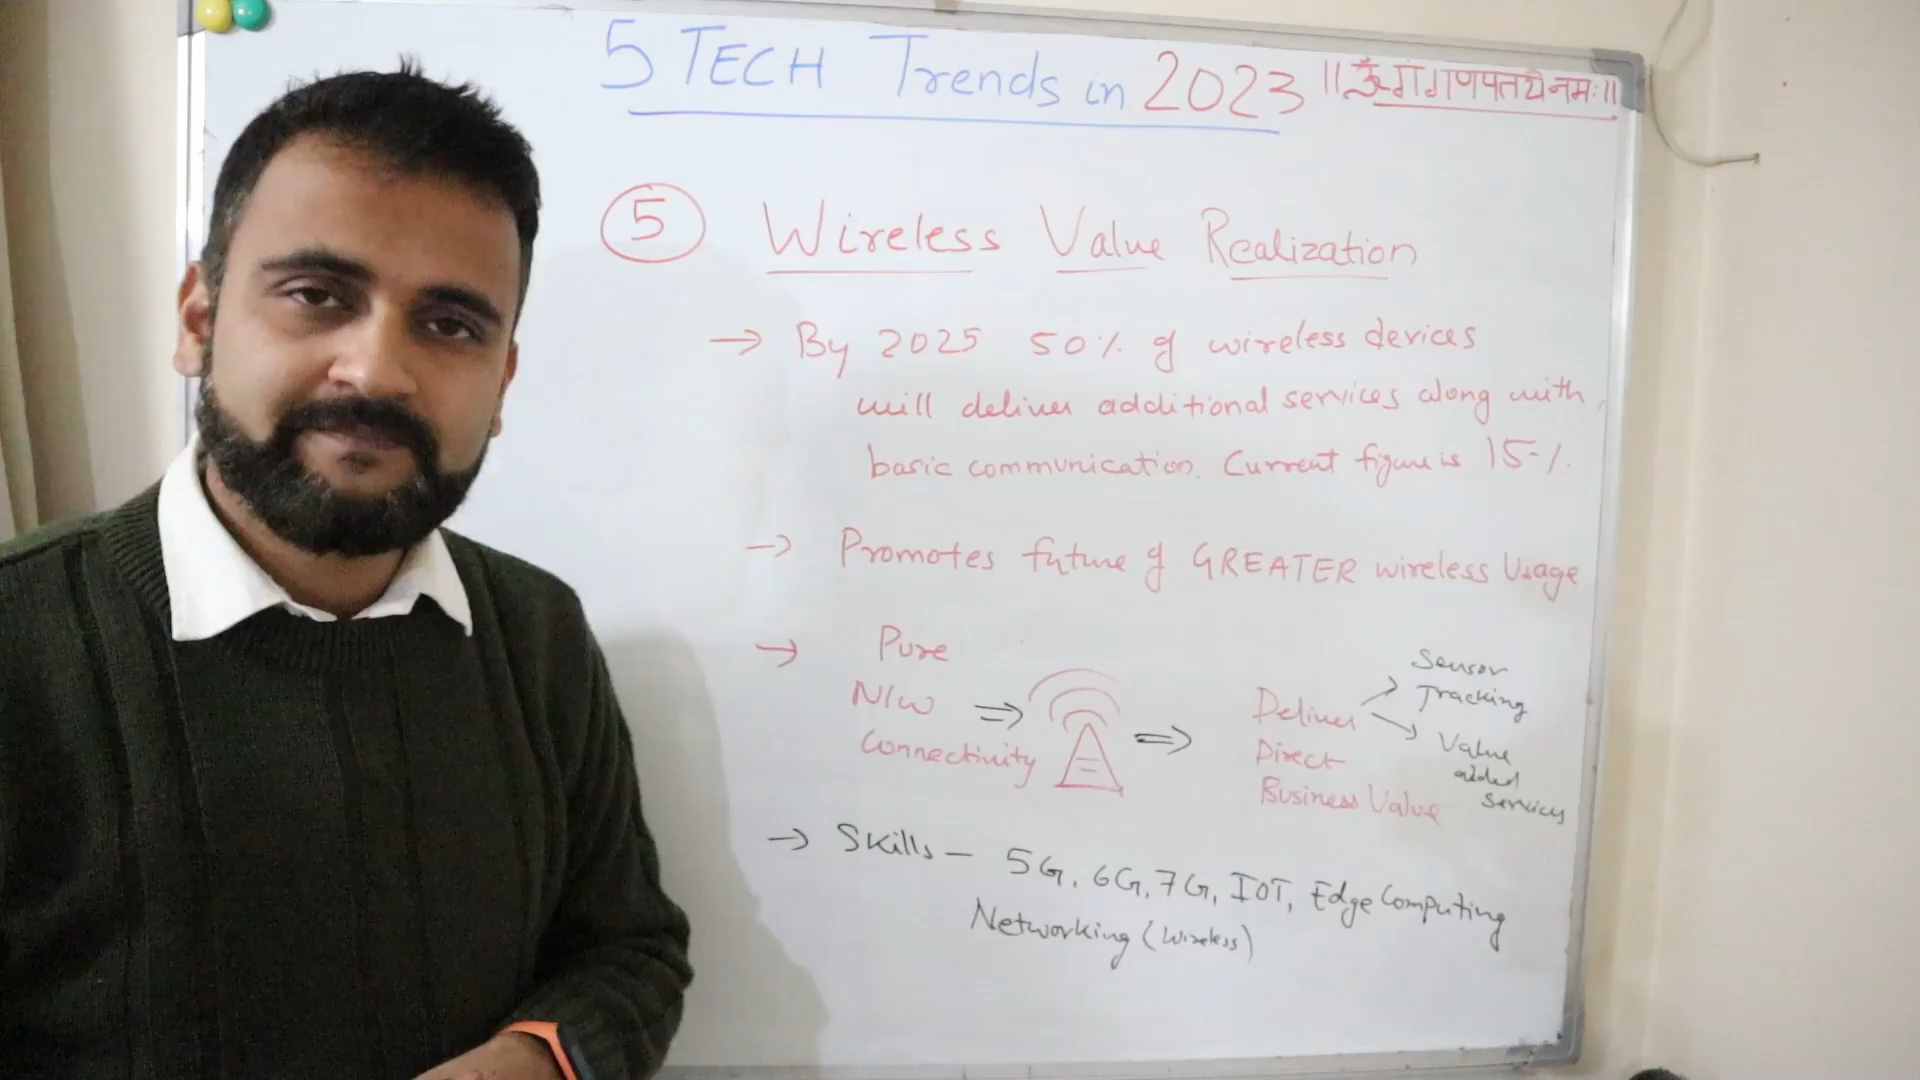 5 TECH Trends in 2023 ॥ ॐ गं गणपतये नमः ॥
5 Wireless Value Realization
→ By 2025 50% of wireless devices
will deliver additional services along with
basic communication. Current figure is 15%.
→ Promotes future of GREATER wireless Usage
→ Pure
N/W ⇒
Connectivity
⇒ Deliver
Direct
Business Value
→ Sensor
Tracking
→ Value
added
services
→ Skills – 5G, 6G, 7G, IOT, Edge Computing
Networking (Wireless)